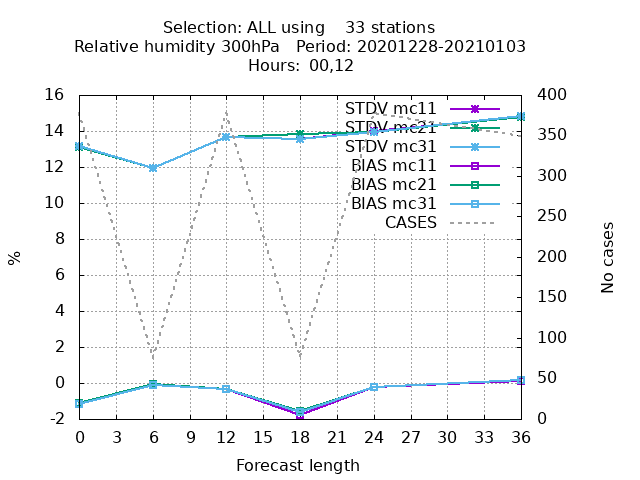 Selection: ALL using 33 stations
Relative humidity 300hPa Period: 20201228-20210103
Hours: 00,12
16
14
12
10
8
6
4
2
0
-2
400
350
300
250
200
150
100
50
0
STDV mc11
STDV mc21
STDV mc31
BIAS mc11
BIAS mc21
BIAS mc31
CASES
%
No cases
0 3 6 9 12 15 18 21 24 27 30 33 36
Forecast length